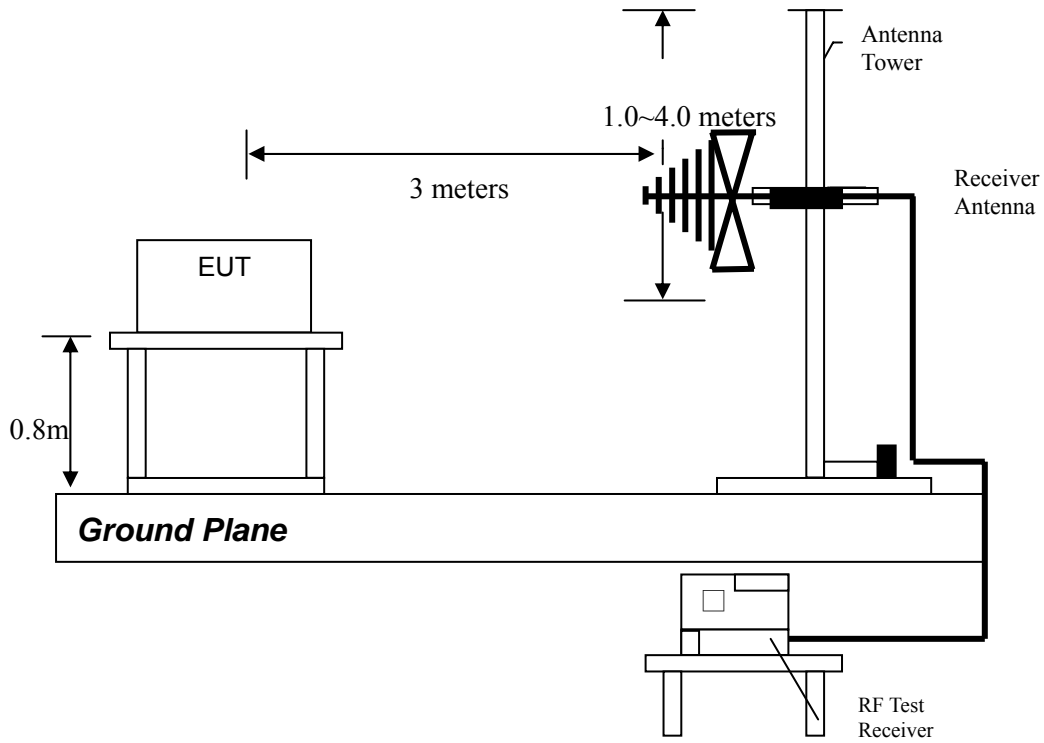 Antenna
Tower
1.0~4.0 meters
3 meters
Receiver
Antenna
EUT
0.8m
Ground Plane
RF Test
Receiver